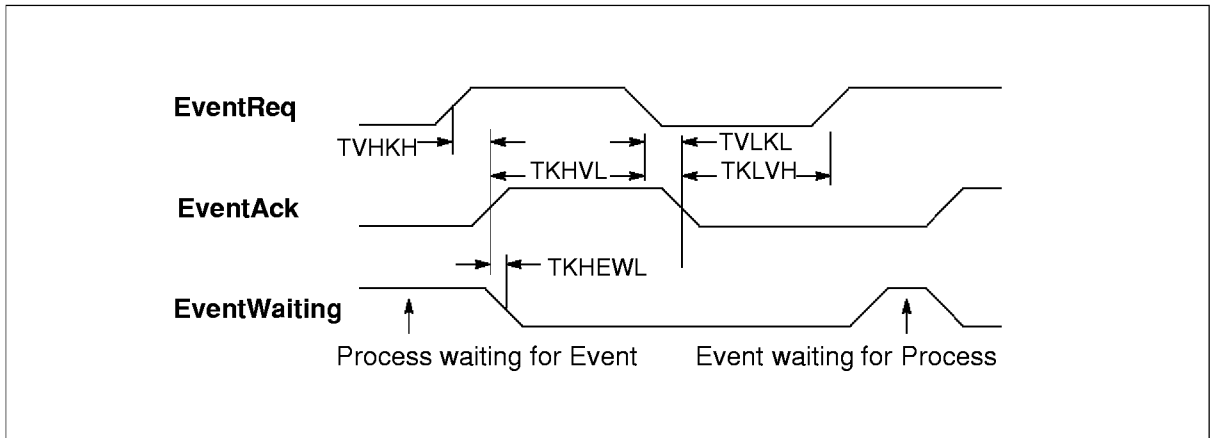 EventReq
TVHKH
TVLKL
TKHVL
TKLVH
EventAck
TKHEWL
EventWaiting
Process waiting for Event
Event waiting for Process